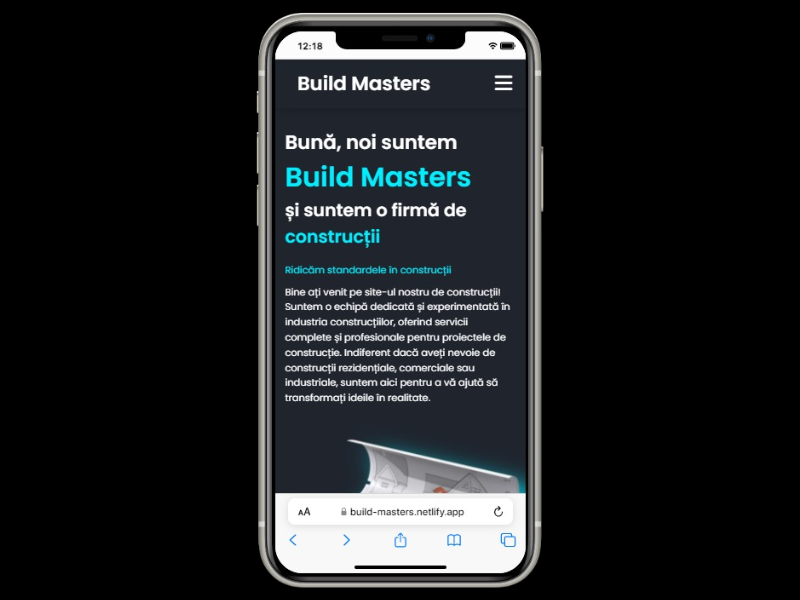 12:18
Build Masters
Bună, noi suntem
Build Masters
și suntem o firmă de
construcții
Ridicăm standardele în construcții
Bine ați venit pe site-ul nostru de construcții!
Suntem o echipă dedicată și experimentată în
industria construcțiilor, oferind servicii
complete și profesionale pentru proiectele de
construcție. Indiferent dacă aveți nevoie de
construcții rezidențiale, comerciale sau
industriale, suntem aici pentru a vă ajută să
transformați ideile în realitate.
AA build-masters.netlify.app